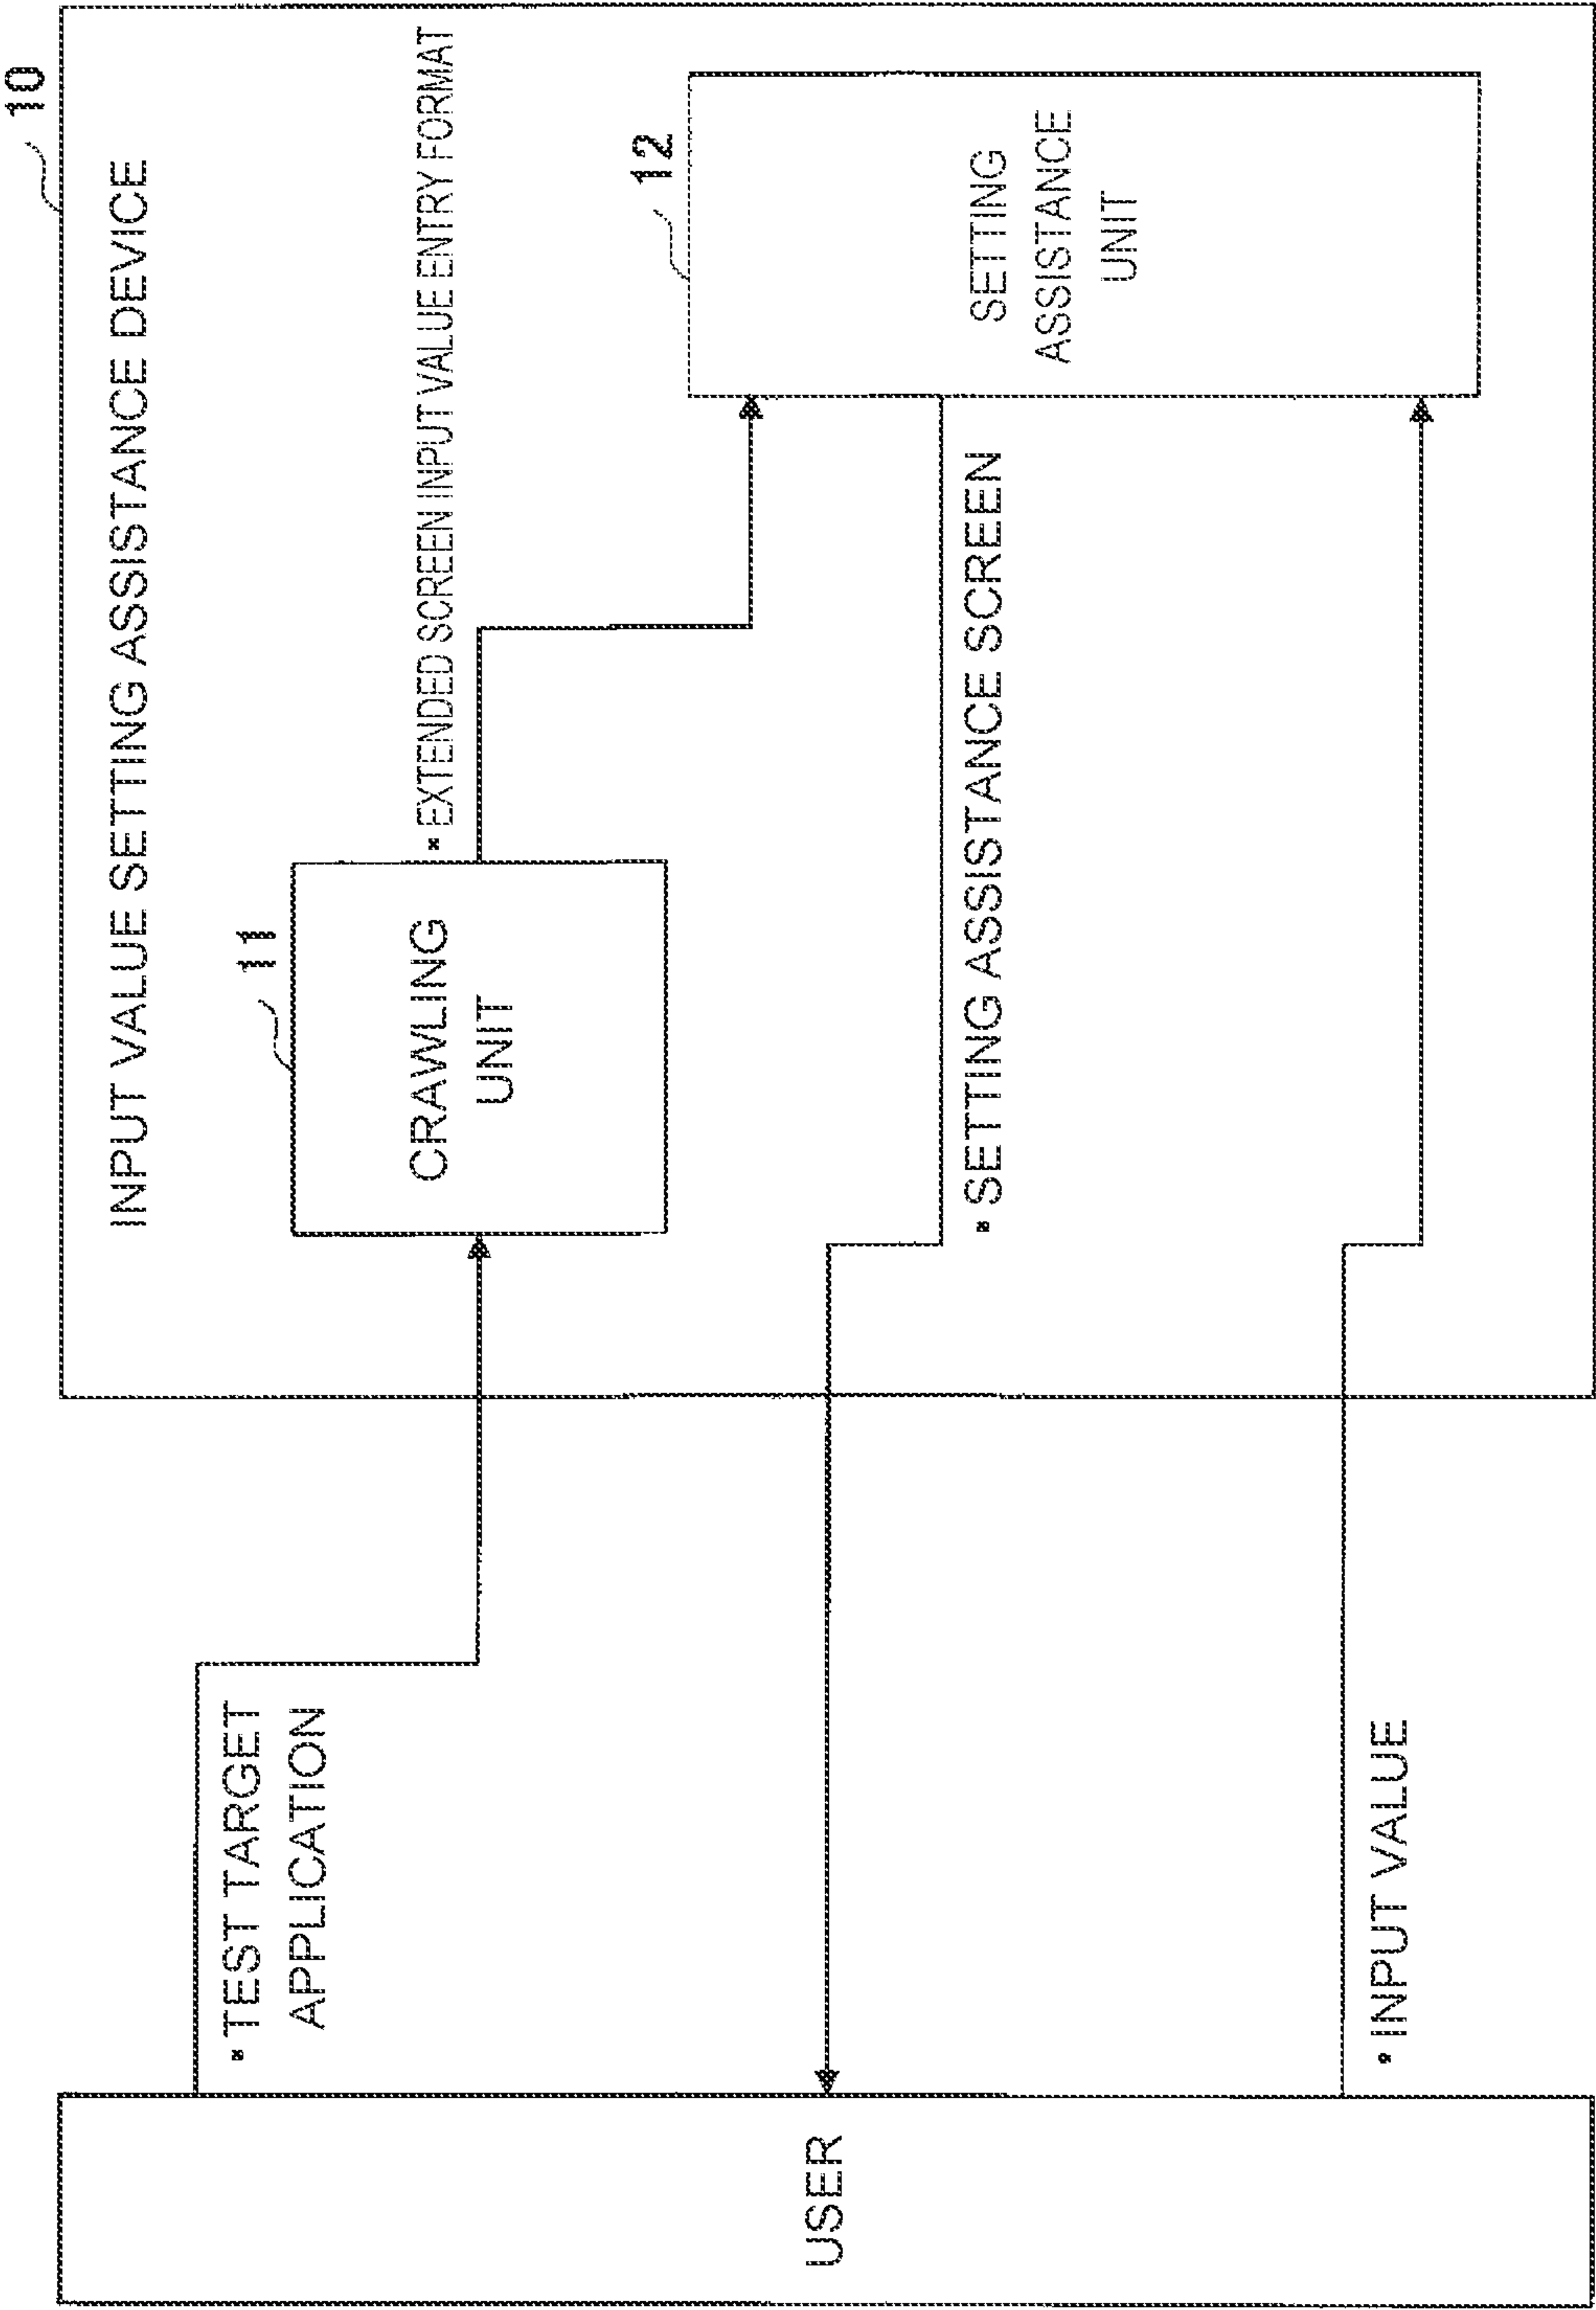 10
INPUT VALUE SETTING ASSISTANCE DEVICE
11
CRAWLING
UNIT
▪ EXTENDED SCREEN INPUT VALUE ENTRY FORMAT
12
SETTING
ASSISTANCE
UNIT
▪ TEST TARGET
APPLICATION
▪ SETTING ASSISTANCE SCREEN
USER
• INPUT VALUE